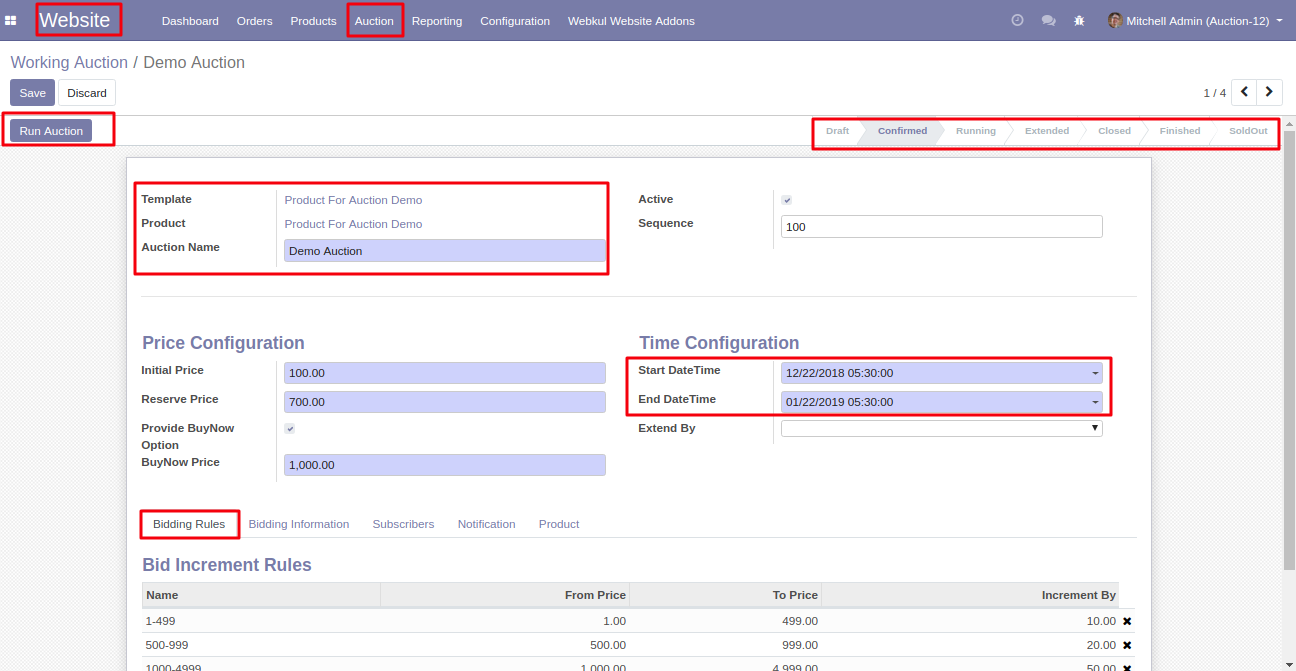 Website Dashboard Orders Products Auction Reporting Configuration Webkul Website Addons Mitchell Admin (Auction-12)
Working Auction / Demo Auction
Save Discard 1 / 4
Run Auction Draft Confirmed Running Extended Closed Finished SoldOut
Template Product For Auction Demo Active
Product Product For Auction Demo Sequence 100
Auction Name Demo Auction
Price Configuration Time Configuration
Initial Price 100.00 Start DateTime 12/22/2018 05:30:00
Reserve Price 700.00 End DateTime 01/22/2019 05:30:00
Provide BuyNow Extend By
Option
BuyNow Price 1,000.00
Bidding Rules Bidding Information Subscribers Notification Product
Bid Increment Rules
Name From Price To Price Increment By
1-499 1.00 499.00 10.00
500-999 500.00 999.00 20.00
1000-4999 1,000.00 4,999.00 50.00